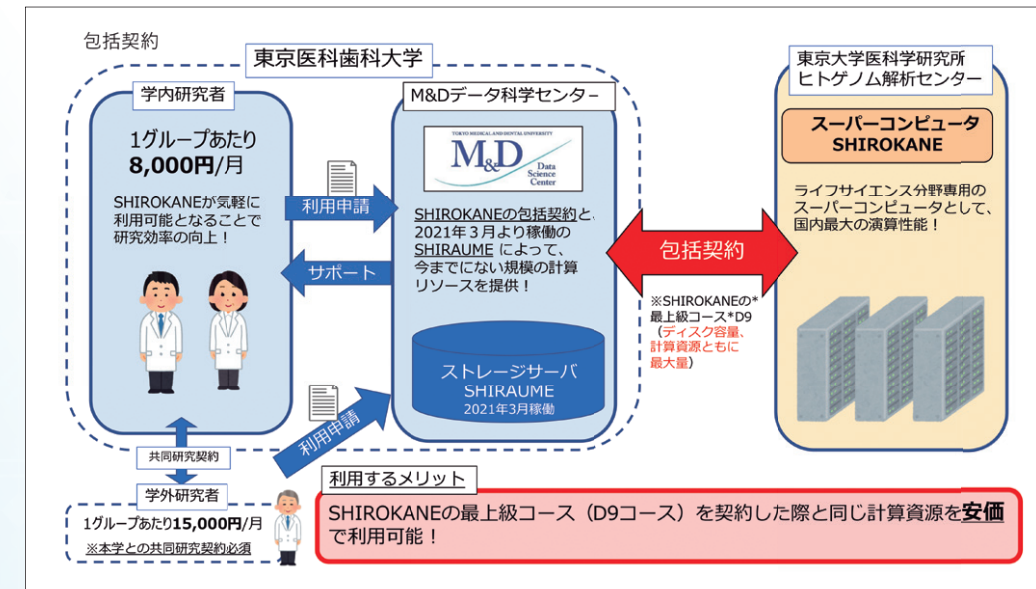 包括契約
東京医科歯科大学
学内研究者
1グループあたり
8,000円/月
SHIROKANEが気軽に
利用可能となることで
研究効率の向上！
利用申請
サポート
M&Dデータ科学センター
TOKYO MEDICAL AND DENTAL UNIVERSITY
M&D
Data
Science
Center
SHIROKANEの包括契約と、
2021年３月より稼働の
SHIRAUME によって、
今までにない規模の計算
リソースを提供！
ストレージサーバ
SHIRAUME
2021年3月稼働
包括契約
※SHIROKANEの*
最上級コース*D9
（ディスク容量、
計算資源ともに
最大量）
東京大学医科学研究所
ヒトゲノム解析センター
スーパーコンピュータ
SHIROKANE
ライフサイエンス分野専用の
スーパーコンピュータとして、
国内最大の演算性能！
共同研究契約
利用申請
学外研究者
1グループあたり15,000円/月
※本学との共同研究契約必須
利用するメリット
SHIROKANEの最上級コース（D9コース）を契約した際と同じ計算資源を安価
で利用可能！